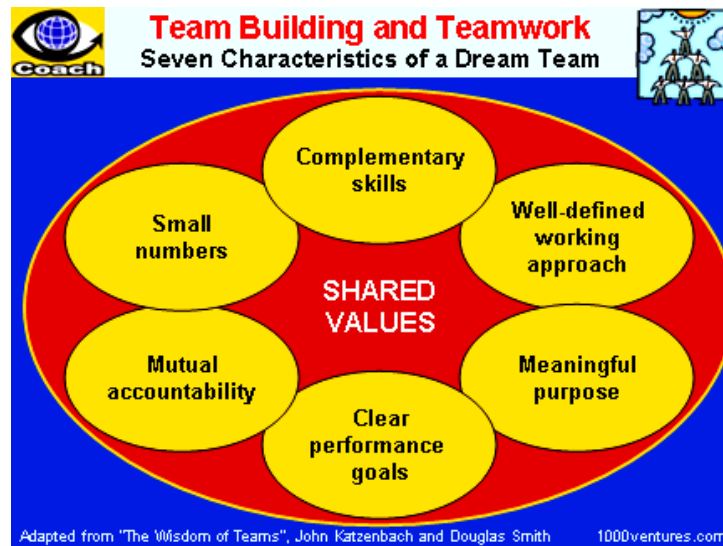 Coach
Team Building and Teamwork
Seven Characteristics of a Dream Team
Complementary
skills
Small
numbers
Well-defined
working
approach
SHARED
VALUES
Mutual
accountability
Meaningful
purpose
Clear
performance
goals
Adapted from "The Wisdom of Teams", John Katzenbach and Douglas Smith
1000ventures.com